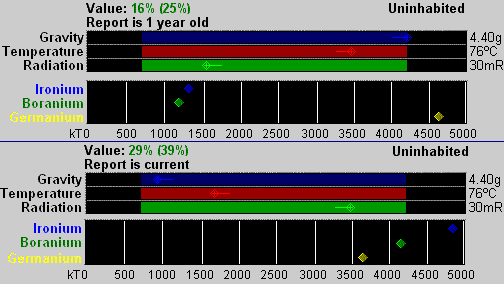 Value: 16% (25%) Uninhabited
Report is 1 year old
Gravity 4.40g
Temperature 76°C
Radiation 30mR
Ironium
Boranium
Germanium
kT0 500 1000 1500 2000 2500 3000 3500 4000 4500 5000
Value: 29% (39%) Uninhabited
Report is current
Gravity 4.40g
Temperature 76°C
Radiation 30mR
Ironium
Boranium
Germanium
kT0 500 1000 1500 2000 2500 3000 3500 4000 4500 5000